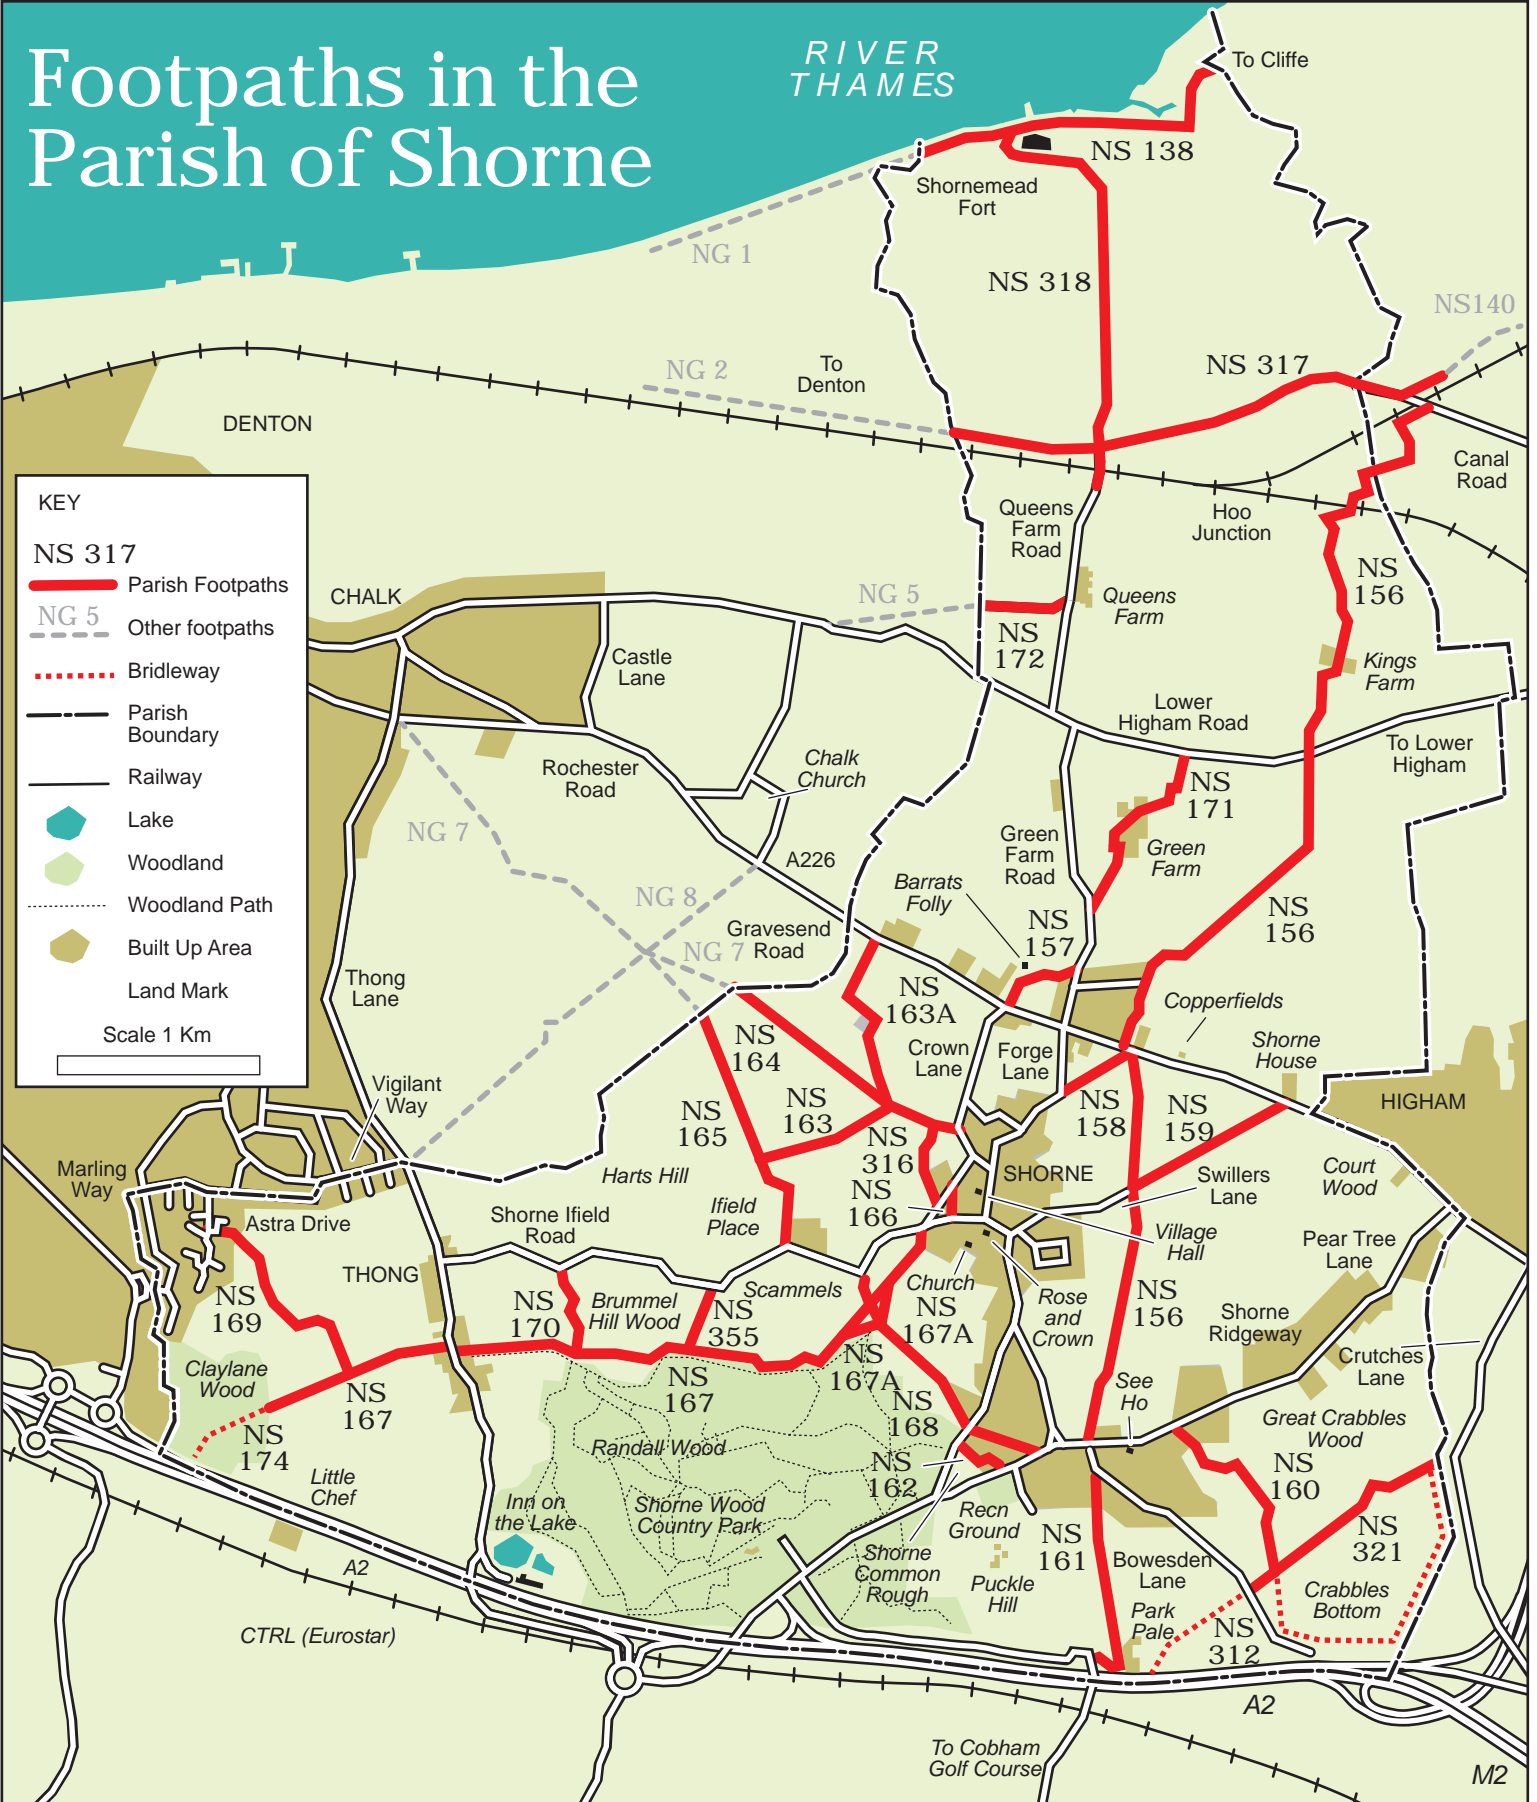 Footpaths in the
Parish of Shorne
RIVER
THAMES
To Cliffe
NS 138
Shornemead
Fort
NG 1
NS 318
NS140
NS 317
NG 2
To
Denton
DENTON
Canal
Road
Queens
Farm
Road
Hoo
Junction
KEY
NS 317
Parish Footpaths
NG 5
Other footpaths
Bridleway
Parish
Boundary
Railway
Lake
Woodland
Woodland Path
Built Up Area
Land Mark
Scale 1 Km
CHALK
NG 5
Queens
Farm
NS
156
NS
172
Castle
Lane
Kings
Farm
Lower
Higham Road
To Lower
Higham
Rochester
Road
Chalk
Church
NS
171
NG 7
Green
Farm
Road
Green
Farm
A226
Barrats
Folly
NG 8
NS
157
NS
156
Gravesend
Road
NG 7
Thong
Lane
NS
163A
Copperfields
NS
164
Crown
Lane
Forge
Lane
Shorne
House
Vigilant
Way
NS
165
NS
163
NS
158
NS
159
HIGHAM
NS
316
Marling
Way
Harts Hill
SHORNE
Swillers
Lane
Court
Wood
NS
166
Ifield
Place
Astra Drive
Shorne Ifield
Road
Village
Hall
Pear Tree
Lane
THONG
Scammels
Church
NS
169
NS
170
Brummel
Hill Wood
NS
355
NS
167A
Rose
and
Crown
NS
156
Shorne
Ridgeway
Crutches
Lane
Claylane
Wood
NS
167
NS
167
NS
167A
See
Ho
NS
168
Great Crabbles
Wood
NS
174
Randall Wood
NS
162
NS
160
Little
Chef
Inn on
the Lake
Shorne Wood
Country Park
Recn
Ground
NS
161
NS
321
Shorne
Common
Rough
Bowesden
Lane
A2
Puckle
Hill
Crabbles
Bottom
Park
Pale
NS
312
CTRL (Eurostar)
A2
To Cobham
Golf Course
M2